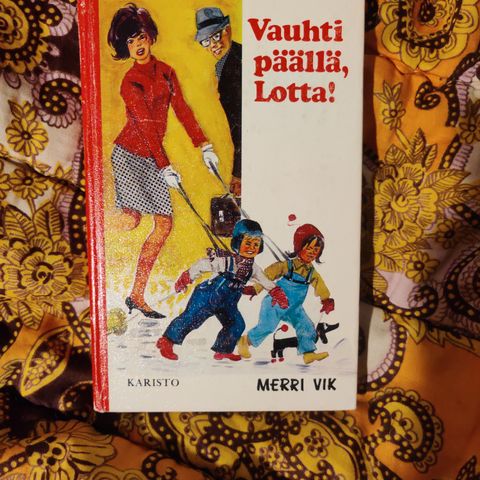 Vauhti
päällä,
Lotta!
KARISTO
MERRI VIK